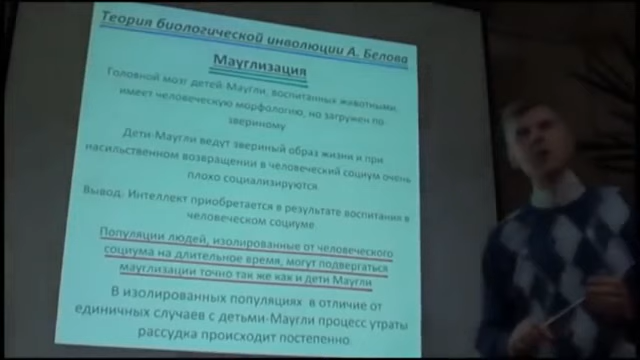 Теория биологической инволюции А. Белова
Мауглизация
Головной мозг детей-Маугли, воспитанных животными,
имеет человеческую морфологию, но загружен по-
звериному
Дети-Маугли ведут звериный образ жизни и при
насильственном возвращении в человеческий социум очень
плохо социализируются.
Вывод: Интеллект приобретается в результате воспитания в
человеческом социуме
Популяции людей, изолированные от человеческого
социума на длительное время, могут подвергаться
мауглизации точно так же как и дети Маугли
В изолированных популяциях в отличие от
единичных случаев с детьми-Маугли процесс утраты
рассудка происходит постепенно.